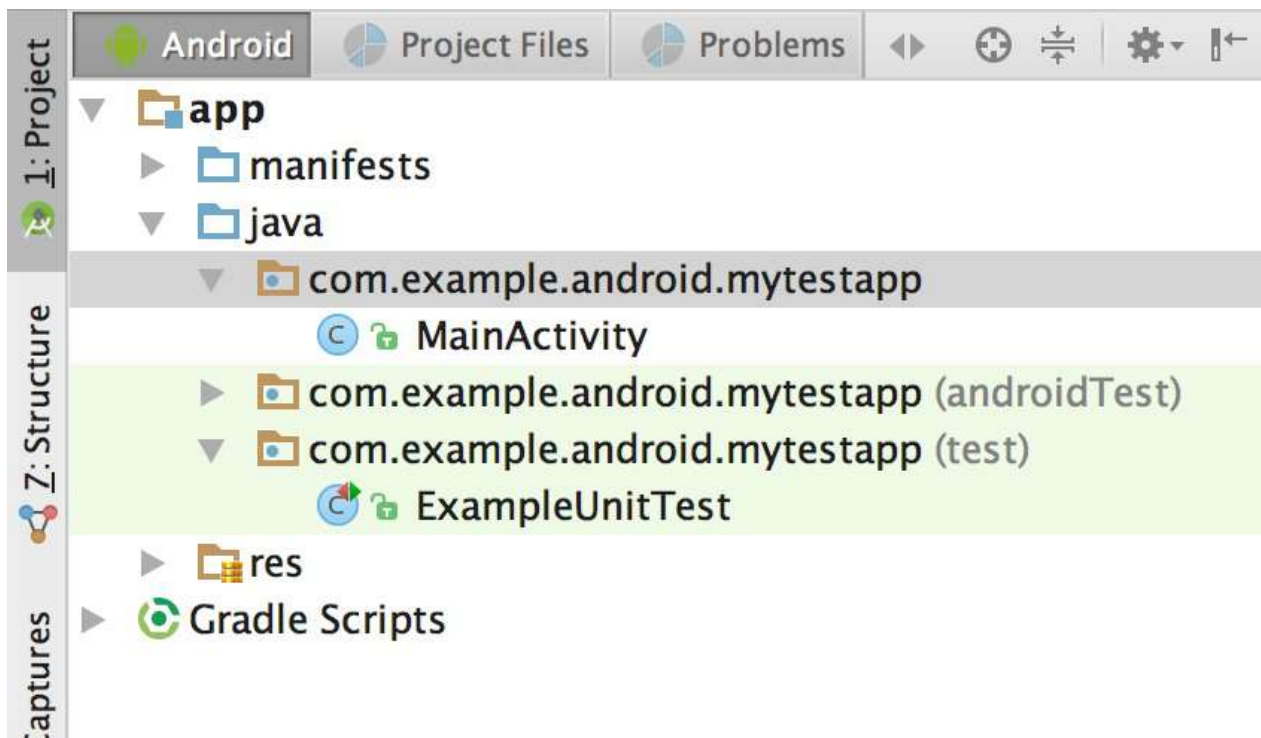 Android Project Files Problems
1: Project
app
manifests
java
com.example.android.mytestapp
MainActivity
com.example.android.mytestapp (androidTest)
com.example.android.mytestapp (test)
ExampleUnitTest
res
Gradle Scripts
Z: Structure
Captures